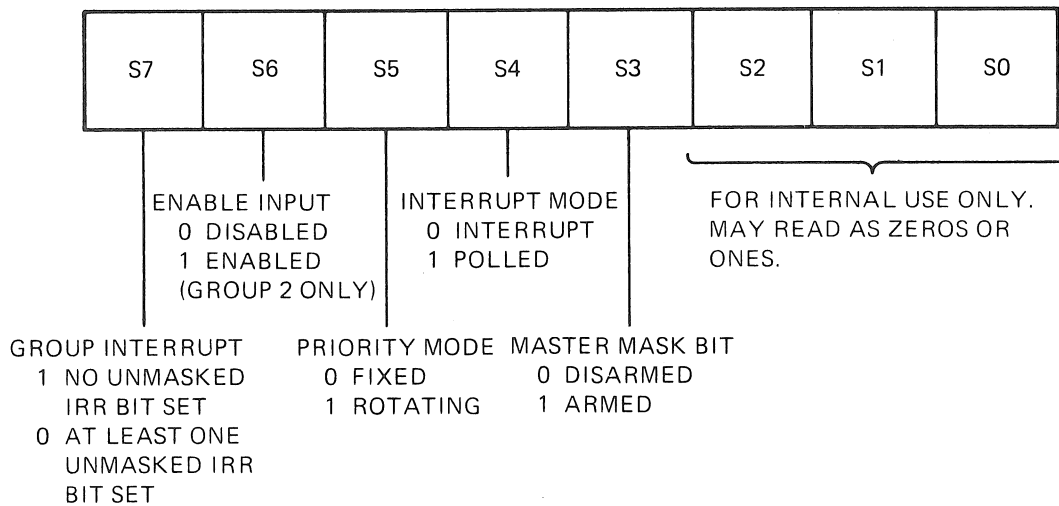 S7 S6 S5 S4 S3 S2 S1 S0
ENABLE INPUT
0 DISABLED
1 ENABLED
(GROUP 2 ONLY)
INTERRUPT MODE
0 INTERRUPT
1 POLLED
FOR INTERNAL USE ONLY.
MAY READ AS ZEROS OR
ONES.
GROUP INTERRUPT
1 NO UNMASKED
IRR BIT SET
0 AT LEAST ONE
UNMASKED IRR
BIT SET
PRIORITY MODE
0 FIXED
1 ROTATING
MASTER MASK BIT
0 DISARMED
1 ARMED